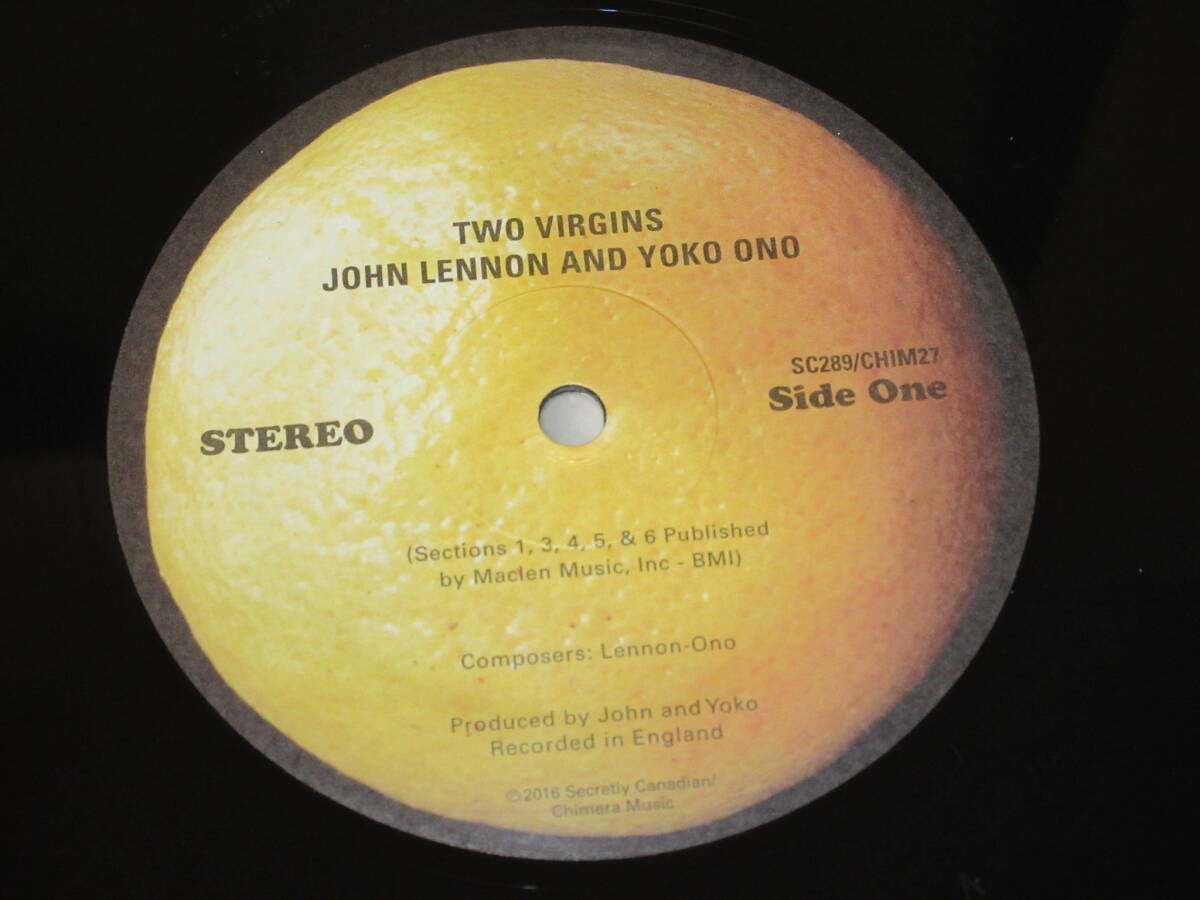 TWO VIRGINS
JOHN LENNON AND YOKO ONO
SC289/CHIM27
Side One
STEREO
(Sections 1, 3, 4, 5, & 6 Published
by Maclen Music, Inc - BMI)
Composers: Lennon-Ono
Produced by John and Yoko
Recorded in England
©2016 Secretly Canadian/
Chimera Music